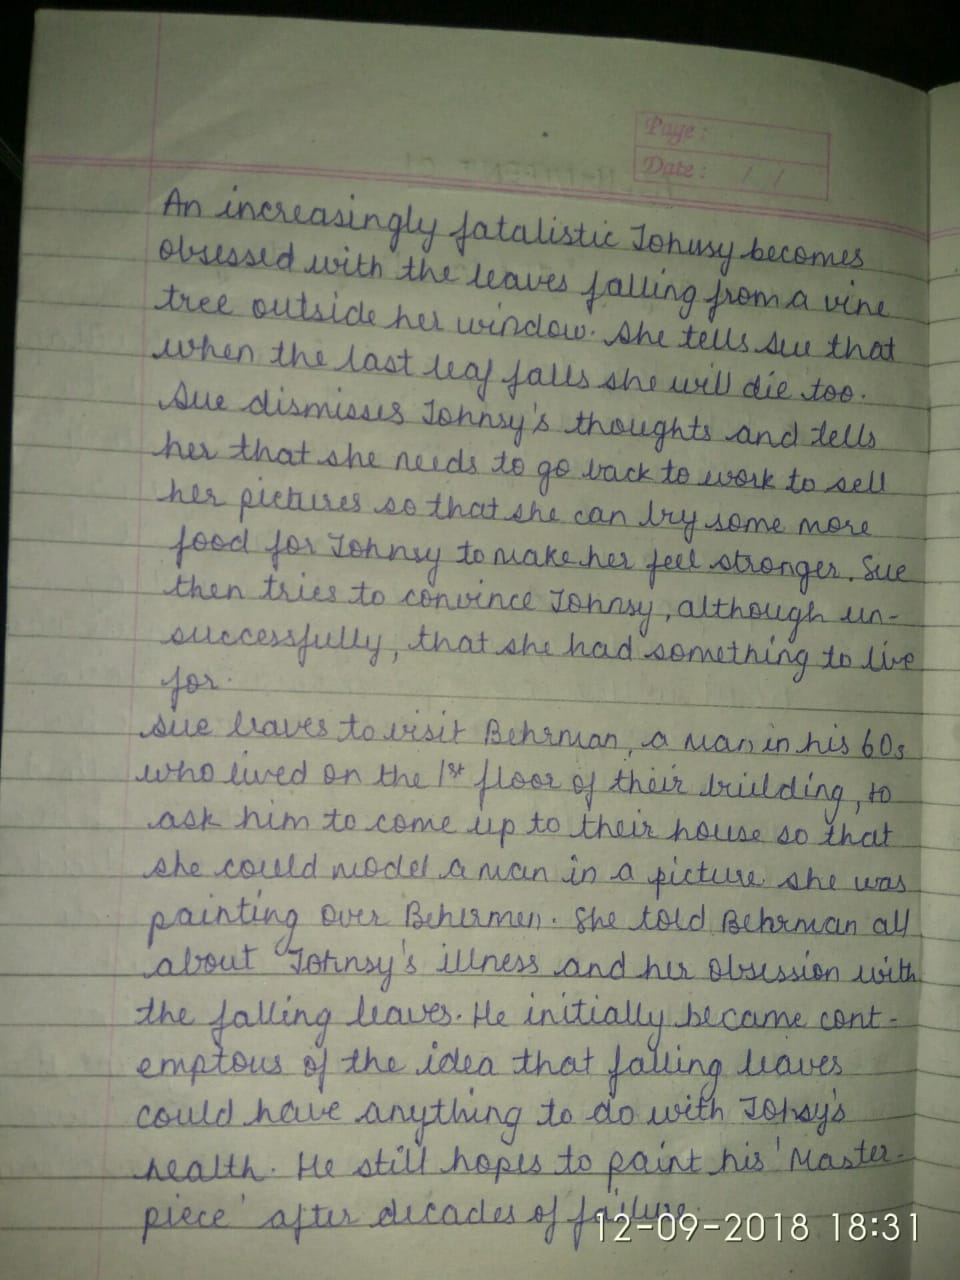 Page:
Date: / /
An increasingly fatalistic Johnsy becomes
obsessed with the leaves falling from a vine
tree outside her window. She tells Sue that
when the last leaf falls she will die too.
Sue dismisses Johnsy's thoughts and tells
her that she needs to go back to work to sell
her pictures so that she can bry some more
food for Johnsy to make her feel stronger. Sue
then tries to convince Johnsy, although un-
successfully, that she had something to live
for.
Sue leaves to visit Behrman, a man in his 60s
who lived on the 1st floor of their building, to
ask him to come up to their house so that
she could model a man in a picture she was
painting over Behermen. She told Behrman all
about Johnsy's illness and her obsession with
the falling leaves. He initially became cont-
emptous of the idea that falling leaves
could have anything to do with Johsy's
health. He still hopes to paint his 'Master-
piece' after decades of failure.
12-09-2018 18:31